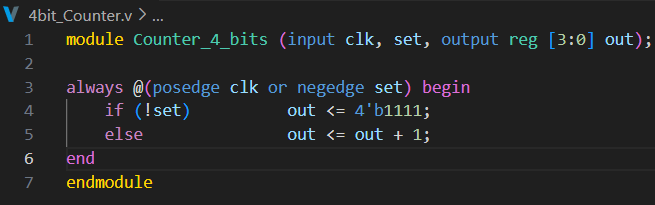 4bit_Counter.v > ...
1 module Counter_4_bits (input clk, set, output reg [3:0] out);
2
3 always @(posedge clk or negedge set) begin
4     if (!set)          out <= 4'b1111;
5     else               out <= out + 1;
6 end
7 endmodule